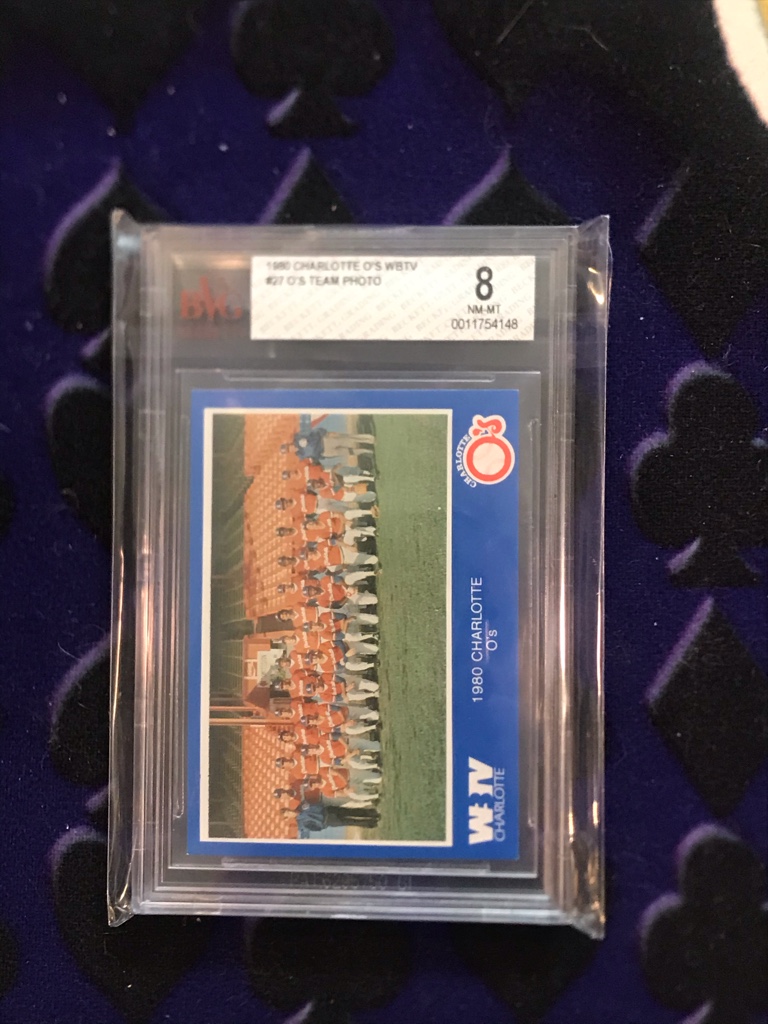 BVG
1980 CHARLOTTE O'S WBTV
#27 O'S TEAM PHOTO
8
NM-MT
0011754148
CHARLOTTE
O's
1980 CHARLOTTE
O's
WBTV
CHARLOTTE